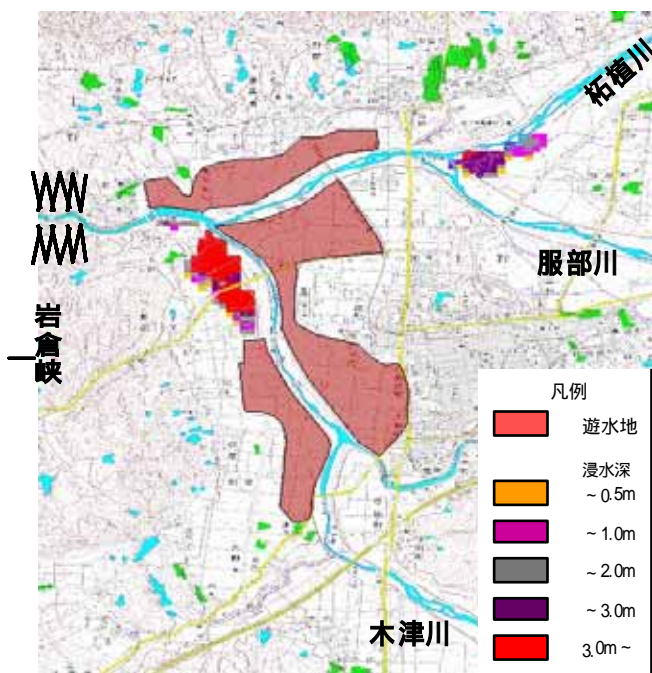 柘植川
服部川
岩倉峡
木津川
凡例
遊水地
浸水深
~0.5m
~1.0m
~2.0m
~3.0m
3.0m~